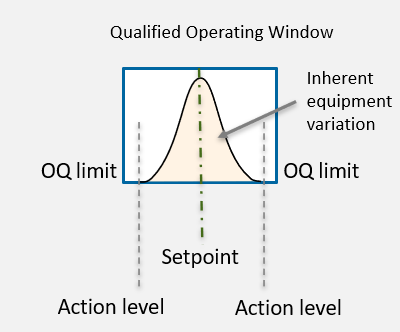 Qualified Operating Window
Inherent
equipment
variation
OQ limit
OQ limit
Setpoint
Action level
Action level